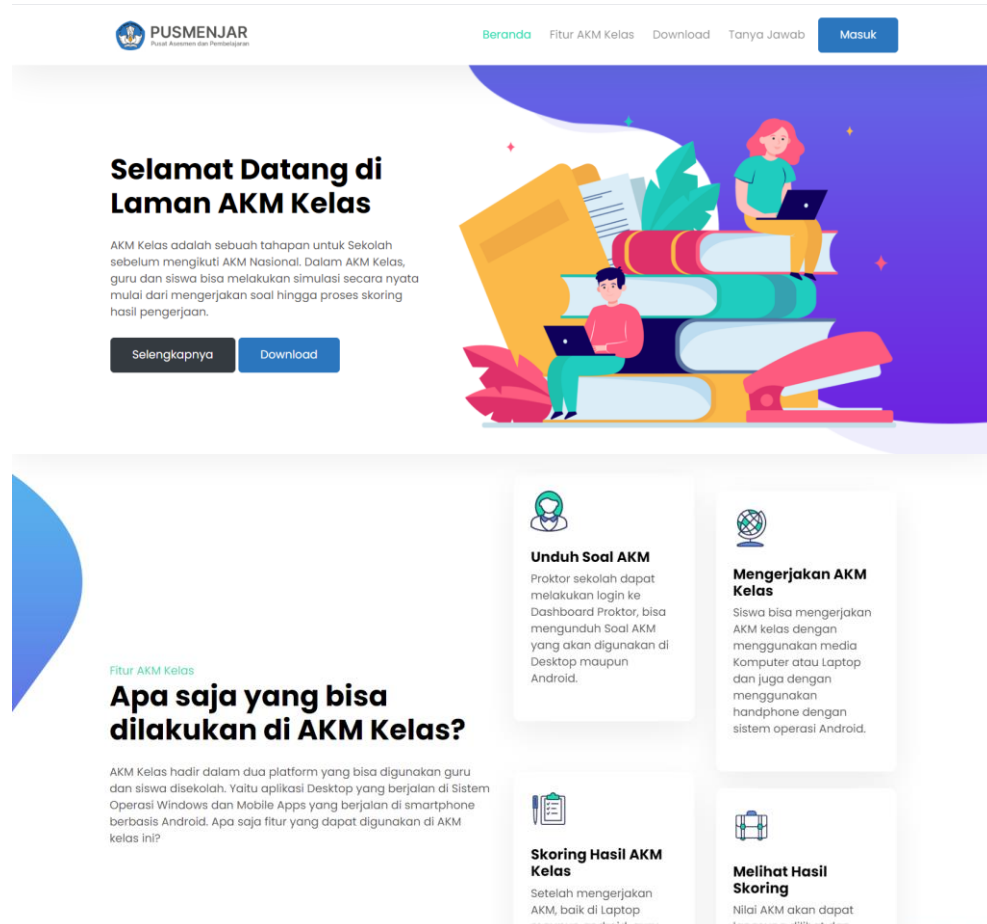 PUSMENJAR
Pusat Asesmen dan Pembelajaran
Beranda
Fitur AKM Kelas
Download
Tanya Jawab
Masuk
Selamat Datang di
Laman AKM Kelas
AKM Kelas adalah sebuah tahapan untuk Sekolah
sebelum mengikuti AKM Nasional. Dalam AKM Kelas,
guru dan siswa bisa melakukan simulasi secara nyata
mulai dari mengerjakan soal hingga proses skoring
hasil pengerjaan.
Selengkapnya
Download
Fitur AKM Kelas
Apa saja yang bisa
dilakukan di AKM Kelas?
AKM Kelas hadir dalam dua platform yang bisa digunakan guru
dan siswa disekolah. Yaitu aplikasi Desktop yang berjalan di Sistem
Operasi Windows dan Mobile Apps yang berjalan di smartphone
berbasis Android. Apa saja fitur yang dapat digunakan di AKM
kelas ini?
Unduh Soal AKM
Proktor sekolah dapat
melakukan login ke
Dashboard Proktor, bisa
mengunduh Soal AKM
yang akan digunakan di
Desktop maupun
Android.
Mengerjakan AKM
Kelas
Siswa bisa mengerjakan
AKM kelas dengan
menggunakan media
Komputer atau Laptop
dan juga dengan
menggunakan
handphone dengan
sistem operasi Android.
Skoring Hasil AKM
Kelas
Setelah mengerjakan
AKM, baik di Laptop
Melihat Hasil
Skoring
Nilai AKM akan dapat